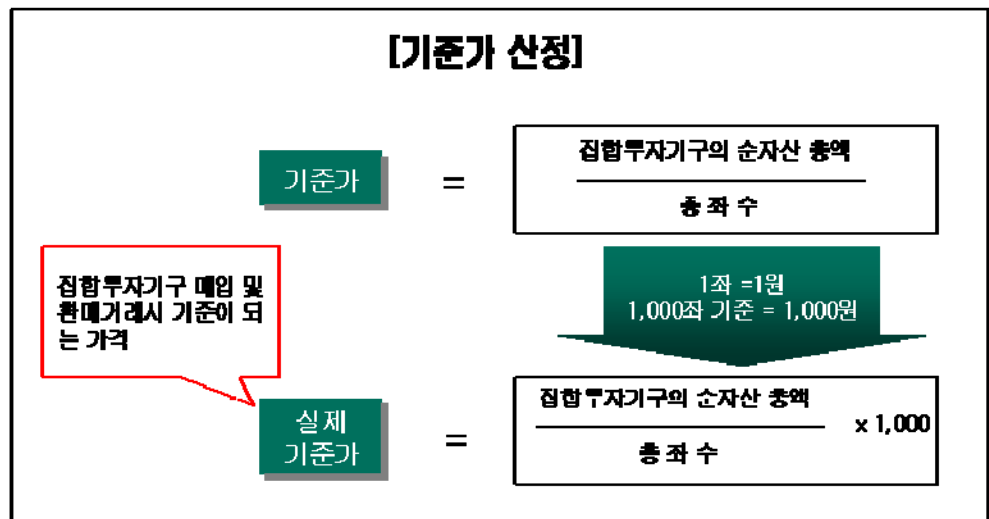 [기준가 산정]
기준가
=
집합투자기구의 순자산 총액
총 좌 수
집합투자기구 매입 및
환매거래시 기준이 되
는 가격
1좌 =1원
1,000좌 기준 = 1,000원
실제
기준가
=
집합투자기구의 순자산 총액
총 좌 수
x 1,000